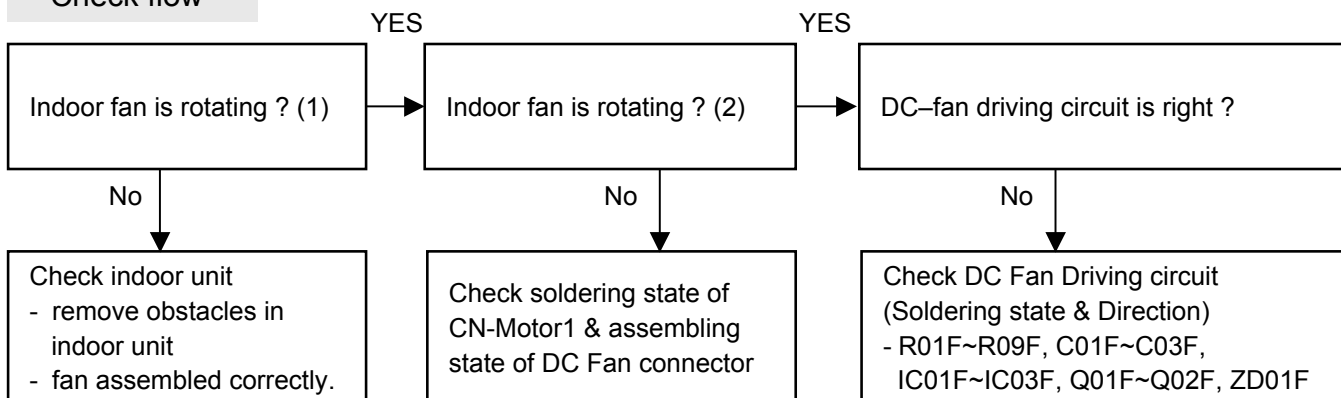 Check flow
YES
YES
Indoor fan is rotating ? (1)
Indoor fan is rotating ? (2)
DC–fan driving circuit is right ?
No
No
No
Check indoor unit
- remove obstacles in
indoor unit
- fan assembled correctly.
Check soldering state of
CN-Motor1 & assembling
state of DC Fan connector
Check DC Fan Driving circuit
(Soldering state & Direction)
- R01F~R09F, C01F~C03F,
IC01F~IC03F, Q01F~Q02F, ZD01F